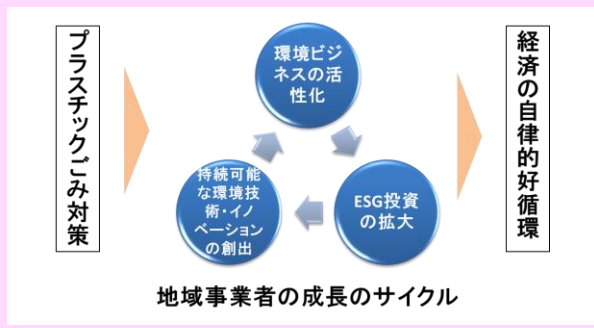 プラスチックごみ対策
環境ビジ
ネスの活
性化
持続可能
な環境技
術・イノ
ベーション
の創出
ESG投資
の拡大
経済の自律的好循環
地域事業者の成長のサイクル